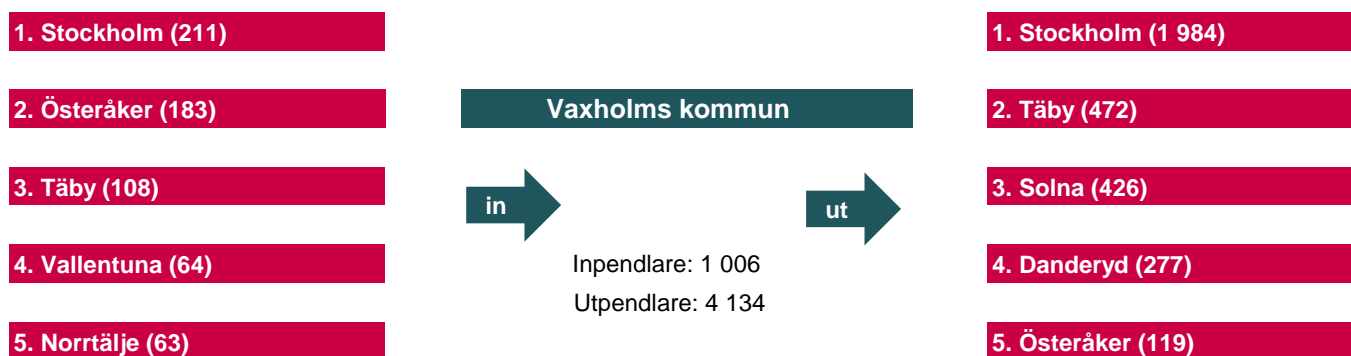 1. Stockholm (211)
2. Österåker (183)
3. Täby (108)
4. Vallentuna (64)
5. Norrtälje (63)
Vaxholms kommun
in
ut
Inpendlare: 1 006
Utpendlare: 4 134
1. Stockholm (1 984)
2. Täby (472)
3. Solna (426)
4. Danderyd (277)
5. Österåker (119)